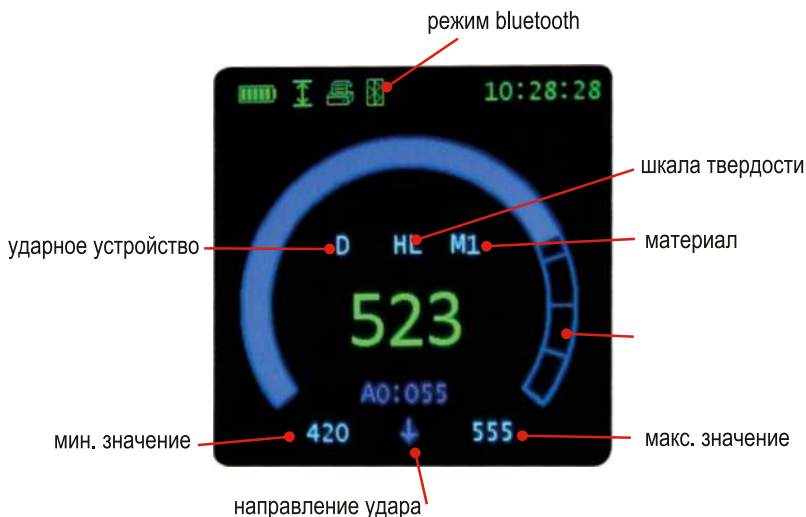 режим bluetooth
10:28:28
шкала твердости
ударное устройство
D HL M1
материал
523
A0:055
мин. значение
420
555
макс. значение
направление удара